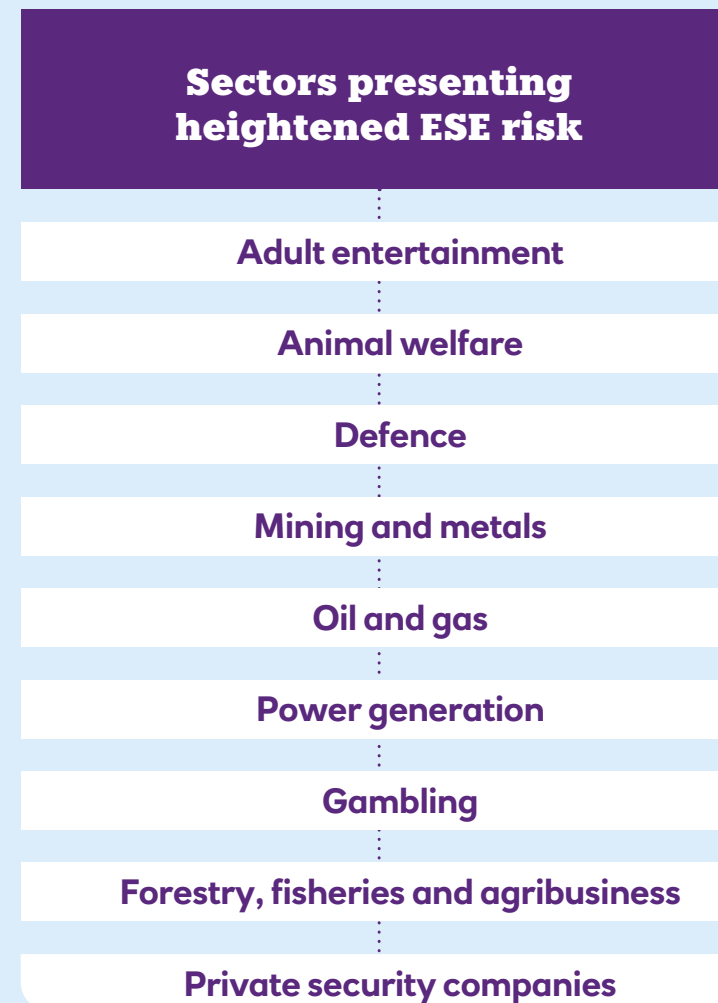 Sectors presenting
heightened ESE risk
Adult entertainment
Animal welfare
Defence
Mining and metals
Oil and gas
Power generation
Gambling
Forestry, fisheries and agribusiness
Private security companies